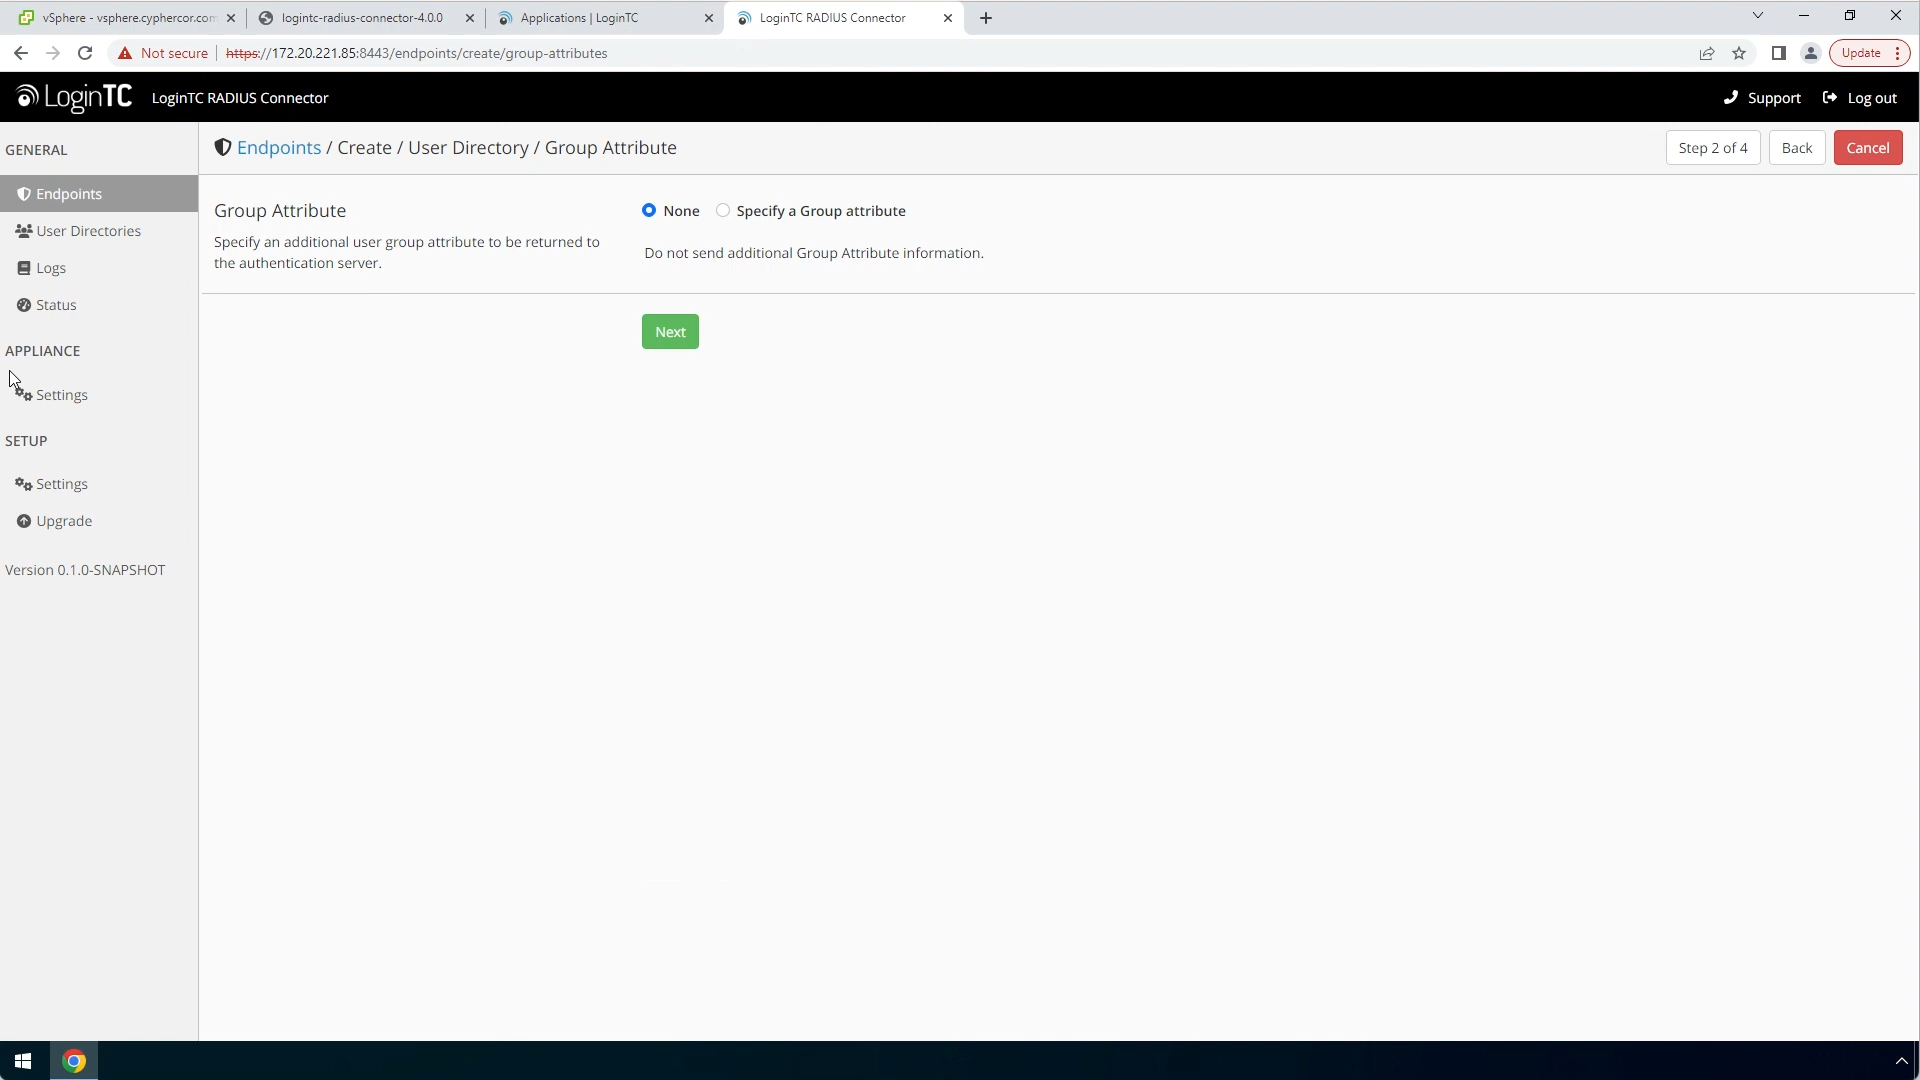 vSphere - vsphere.cyphercor.com
logintc-radius-connector-4.0.0
Applications | LoginTC
LoginTC RADIUS Connector
Not secure
https://172.20.221.85:8443/endpoints/create/group-attributes
Update
LoginTC
LoginTC RADIUS Connector
Support
Log out
GENERAL
Endpoints
User Directories
Logs
Status
APPLIANCE
Settings
SETUP
Settings
Upgrade
Version 0.1.0-SNAPSHOT
Endpoints / Create / User Directory / Group Attribute
Step 2 of 4
Back
Cancel
Group Attribute
Specify an additional user group attribute to be returned to
the authentication server.
None
Specify a Group attribute
Do not send additional Group Attribute information.
Next